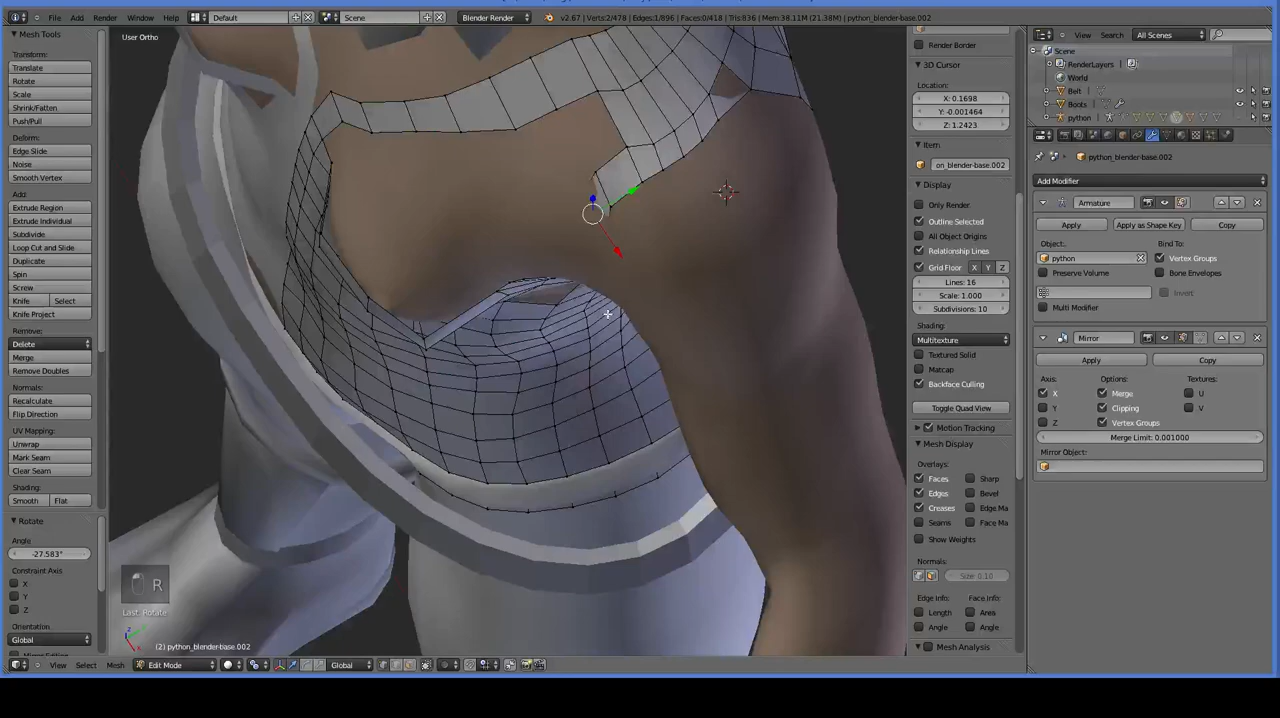 File Add Render Window Help Default Scene Blender Render v2.67 | Verts:2/478 | Edges:1/896 | Faces:0/418 | Tris:836 | Mem:38.11M (21.38M) | python_blender-base.002
Mesh Tools
Transform:
Translate
Rotate
Scale
Shrink/Fatten
Push/Pull
Deform:
Edge Slide
Noise
Smooth Vertex
Add:
Extrude Region
Extrude Individual
Subdivide
Loop Cut and Slide
Duplicate
Spin
Screw
Knife Select
Knife Project
Remove:
Delete
Merge
Remove Doubles
Normals:
Recalculate
Flip Direction
UV Mapping:
Unwrap
Mark Seam
Clear Seam
Shading:
Smooth Flat
Rotate
Angle
-27.583°
Constraint Axis
X
Y
Z
Orientation:
Global
User Ortho
R
Last: Rotate
(2) python_blender-base.002
View Select Mesh Edit Mode Global
Render Border
3D Cursor
Location:
X: 0.1698
Y: -0.001464
Z: 1.2423
Item
on_blender-base.002
Display
Only Render
Outline Selected
All Object Origins
Relationship Lines
Grid Floor X Y Z
Lines: 16
Scale: 1.000
Subdivisions: 10
Shading:
Multitexture
Textured Solid
Matcap
Backface Culling
Toggle Quad View
Motion Tracking
Mesh Display
Overlays:
Faces Sharp
Edges Bevel
Creases Edge Ma
Seams Face Ma
Show Weights
Normals:
Size: 0.10
Edge Info: Face Info:
Length Area
Angle Angle
Mesh Analysis
View Search All Scenes
Scene
RenderLayers
World
Belt
Boots
python
python_blender-base.002
Add Modifier
Armature
Apply Apply as Shape Key Copy
Object: Bind To:
python Vertex Groups
Preserve Volume Bone Envelopes
Invert
Multi Modifier
Mirror
Apply Copy
Axis: Options: Textures:
X Merge U
Y Clipping V
Z Vertex Groups
Merge Limit: 0.001000
Mirror Object: